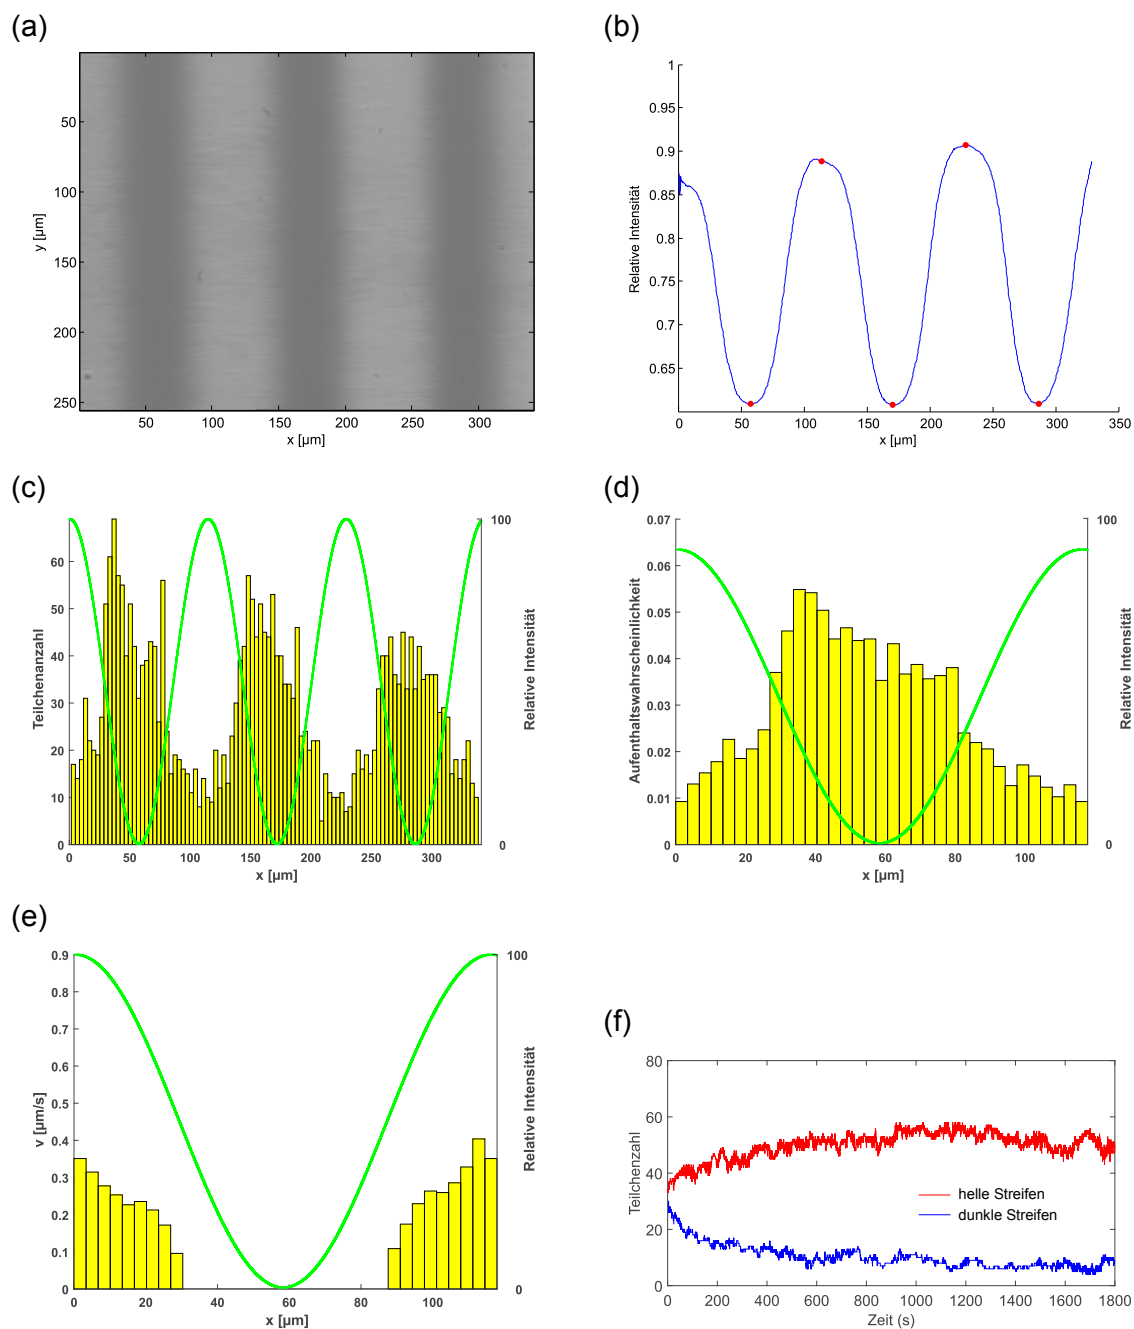 (a)
50
100
150
200
250
y [µm]
50 100 150 200 250 300
x [µm]
(b)
1
0.95
0.9
0.85
0.8
0.75
0.7
0.65
Relative Intensität
0 50 100 150 200 250 300 350
x [µm]
(c)
60
50
40
30
20
10
0
Teilchenanzahl
100
0
Relative Intensität
0 50 100 150 200 250 300
x [µm]
(d)
0.07
0.06
0.05
0.04
0.03
0.02
0.01
0
Aufenthaltswahrscheinlichkeit
100
0
Relative Intensität
0 20 40 60 80 100
x [µm]
(e)
0.9
0.8
0.7
0.6
0.5
0.4
0.3
0.2
0.1
0
v [µm/s]
100
0
Relative Intensität
0 20 40 60 80 100
x [µm]
(f)
80
60
40
20
0
Teilchenzahl
helle Streifen
dunkle Streifen
0 200 400 600 800 1000 1200 1400 1600 1800
Zeit (s)